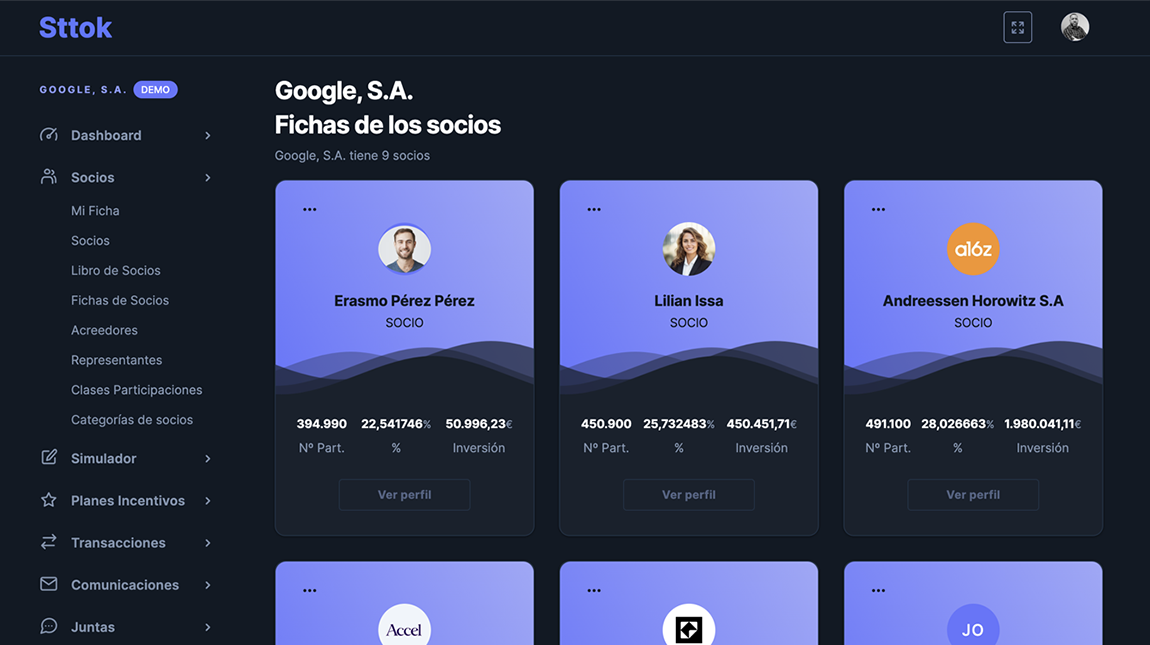 Sttok
GOOGLE, S.A. DEMO
Dashboard
Socios
Mi Ficha
Socios
Libro de Socios
Fichas de Socios
Acreedores
Representantes
Clases Participaciones
Categorías de socios
Simulador
Planes Incentivos
Transacciones
Comunicaciones
Juntas
Google, S.A.
Fichas de los socios
Google, S.A. tiene 9 socios
Erasmo Pérez Pérez
SOCIO
394.990 22,541746% 50.996,23€
Nº Part. % Inversión
Ver perfil
Lilian Issa
SOCIO
450.900 25,732483% 450.451,71€
Nº Part. % Inversión
Ver perfil
a16z
Andreessen Horowitz S.A
SOCIO
491.100 28,026663% 1.980.041,11€
Nº Part. % Inversión
Ver perfil
Accel
JO